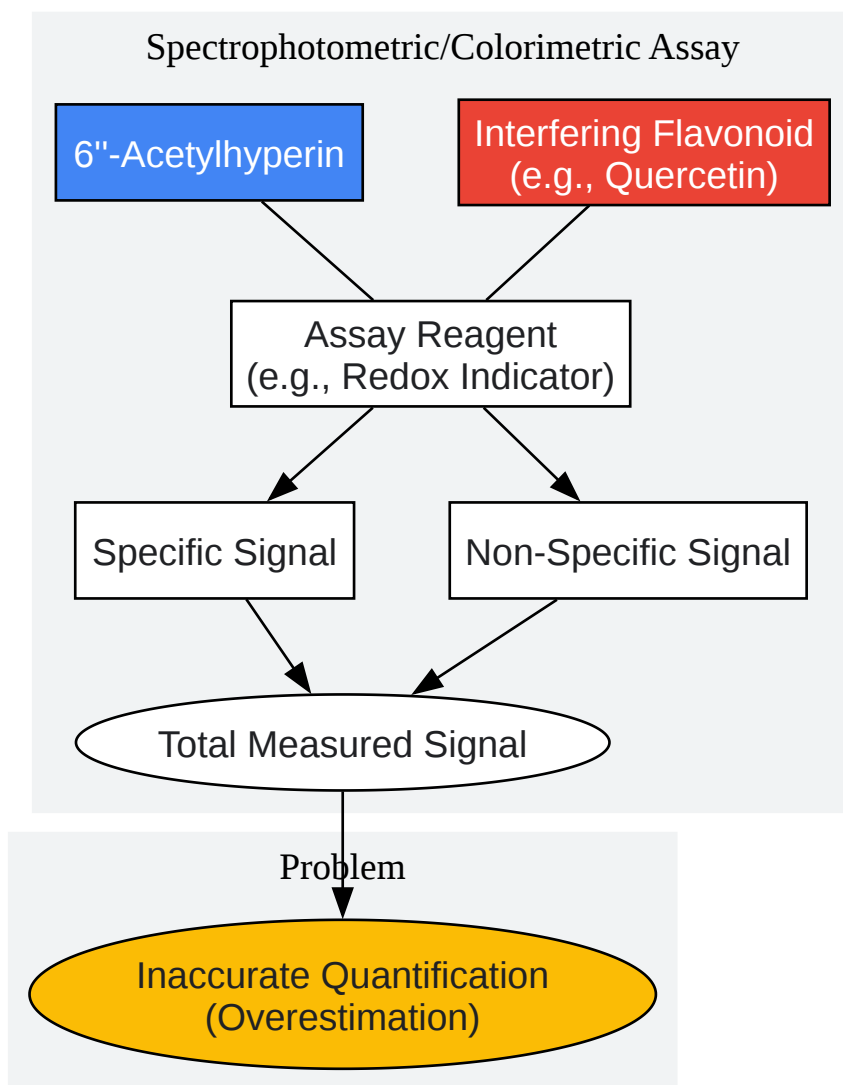 Spectrophotometric/Colorimetric Assay
6"-Acetylhyperin
Interfering Flavonoid
(e.g., Quercetin)
Assay Reagent
(e.g., Redox Indicator)
Specific Signal
Non-Specific Signal
Total Measured Signal
Problem
Inaccurate Quantification
(Overestimation)